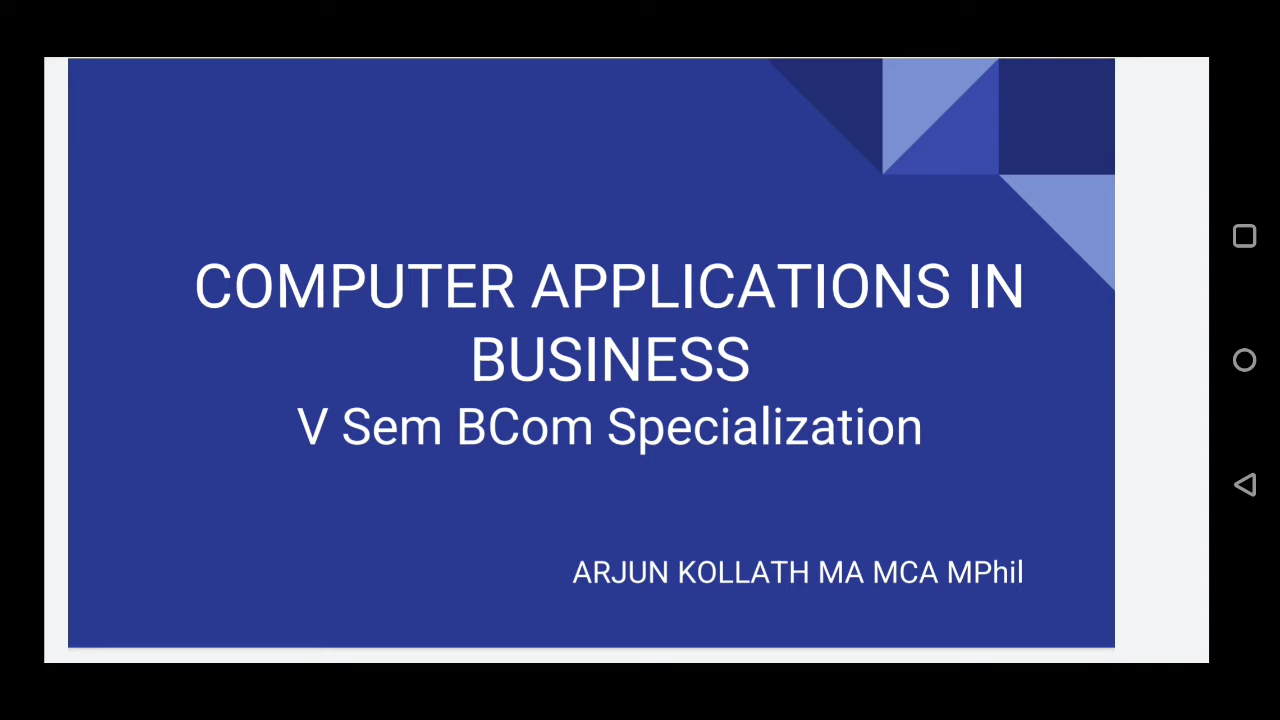 COMPUTER APPLICATIONS IN
BUSINESS
V Sem BCom Specialization
ARJUN KOLLATH MA MCA MPhil